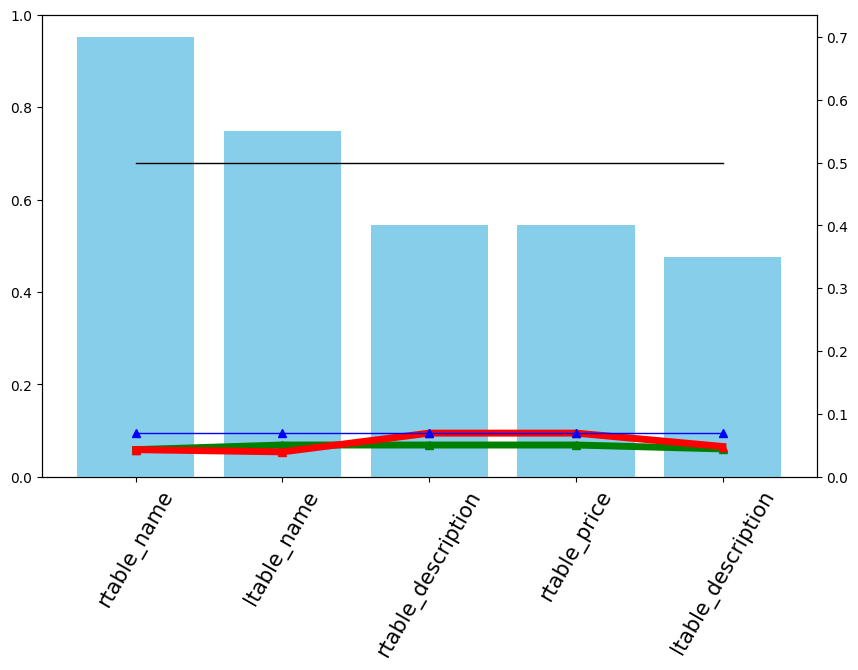 1.0
0.8
0.6
0.4
0.2
0.0
0.7
0.6
0.5
0.4
0.3
0.2
0.1
0.0
rtable_name
ltable_name
rtable_description
rtable_price
ltable_description